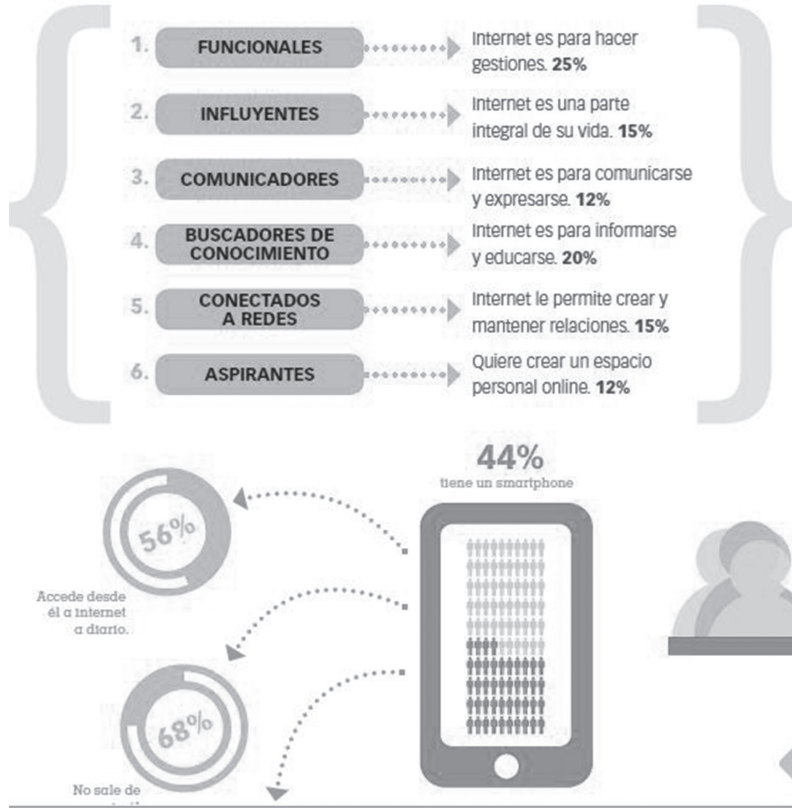 1. FUNCIONALES
Internet es para hacer
gestiones. 25%
2. INFLUYENTES
Internet es una parte
integral de su vida. 15%
3. COMUNICADORES
Internet es para comunicarse
y expresarse. 12%
4. BUSCADORES DE
CONOCIMIENTO
Internet es para informarse
y educarse. 20%
5. CONECTADOS
A REDES
Internet le permite crear y
mantener relaciones. 15%
6. ASPIRANTES
Quiere crear un espacio
personal online. 12%
44%
tiene un smartphone
56%
Accede desde
él a internet
a diario.
68%
No sale de